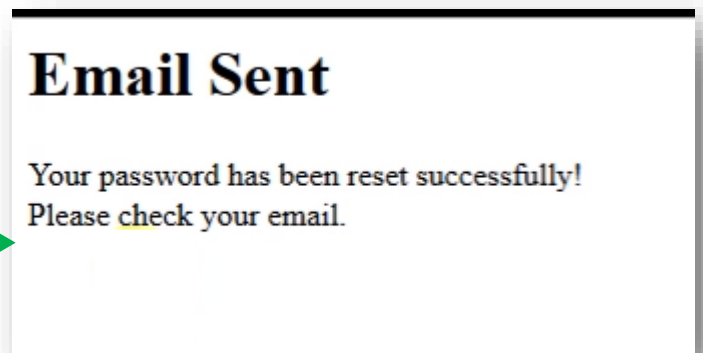 Email Sent
Your password has been reset successfully!
Please check your email.